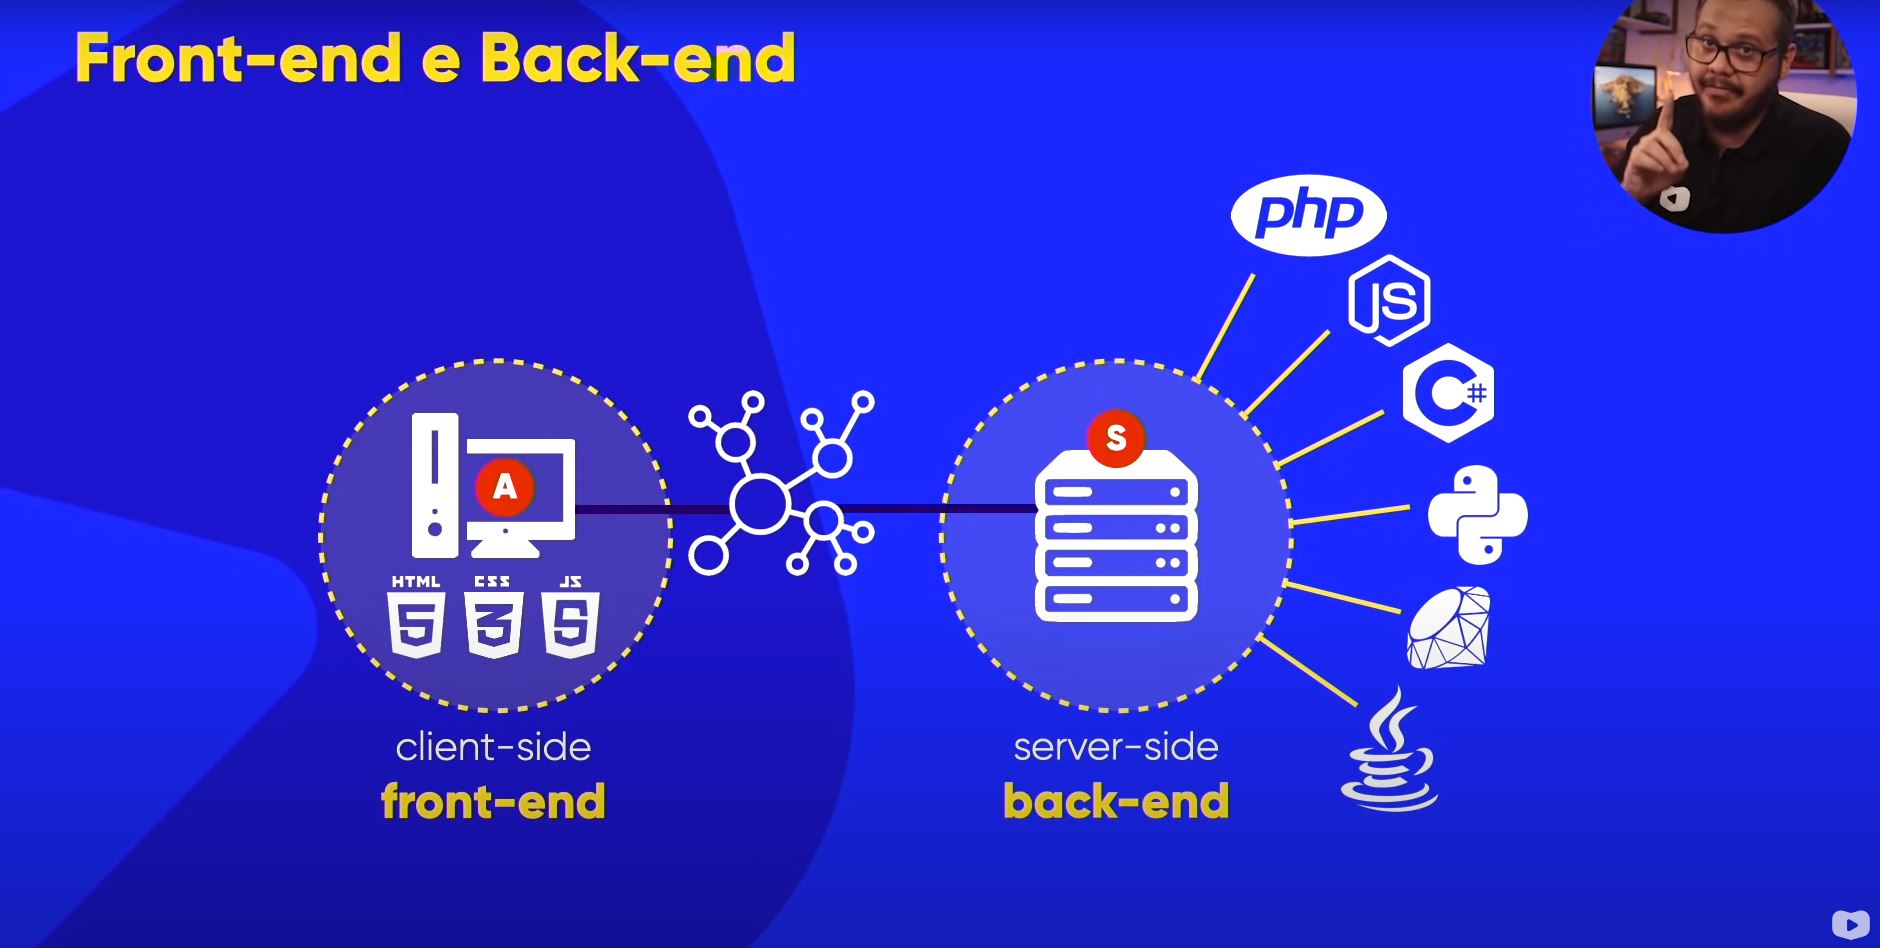 Front-end e Back-end
php
JS
C#
S
A
HTML CSS JS
5 3 S
client-side
server-side
front-end
back-end